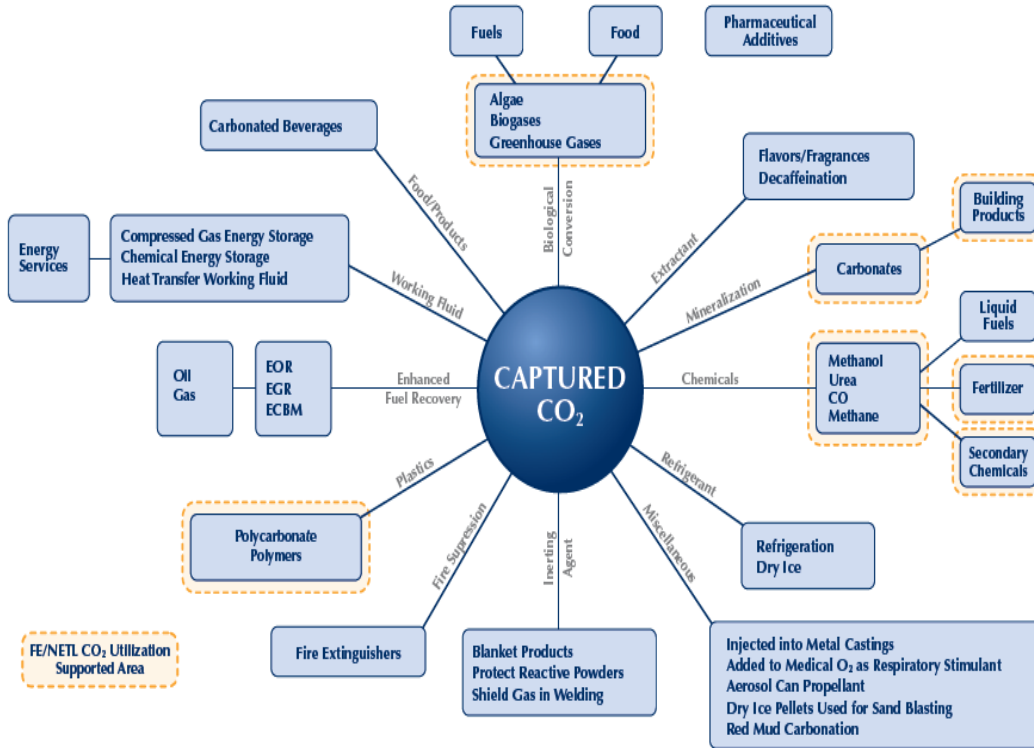 Fuels
Food
Pharmaceutical
Additives
Algae
Biogases
Greenhouse Gases
Carbonated Beverages
Flavors/Fragrances
Decaffeination
Building
Products
Food/Products
Biological
Conversion
Extractant
Energy
Services
Compressed Gas Energy Storage
Chemical Energy Storage
Heat Transfer Working Fluid
Working Fluid
Mineralization
Carbonates
Liquid
Fuels
Oil
Gas
EOR
EGR
ECBM
Enhanced
Fuel Recovery
CAPTURED
CO₂
Chemicals
Methanol
Urea
CO
Methane
Fertilizer
Secondary
Chemicals
Plastics
Refrigerant
Polycarbonate
Polymers
Fire Supression
Inerting
Agent
Miscellaneous
Refrigeration
Dry Ice
FE/NETL CO₂ Utilization
Supported Area
Fire Extinguishers
Blanket Products
Protect Reactive Powders
Shield Gas in Welding
Injected into Metal Castings
Added to Medical O₂ as Respiratory Stimulant
Aerosol Can Propellant
Dry Ice Pellets Used for Sand Blasting
Red Mud Carbonation